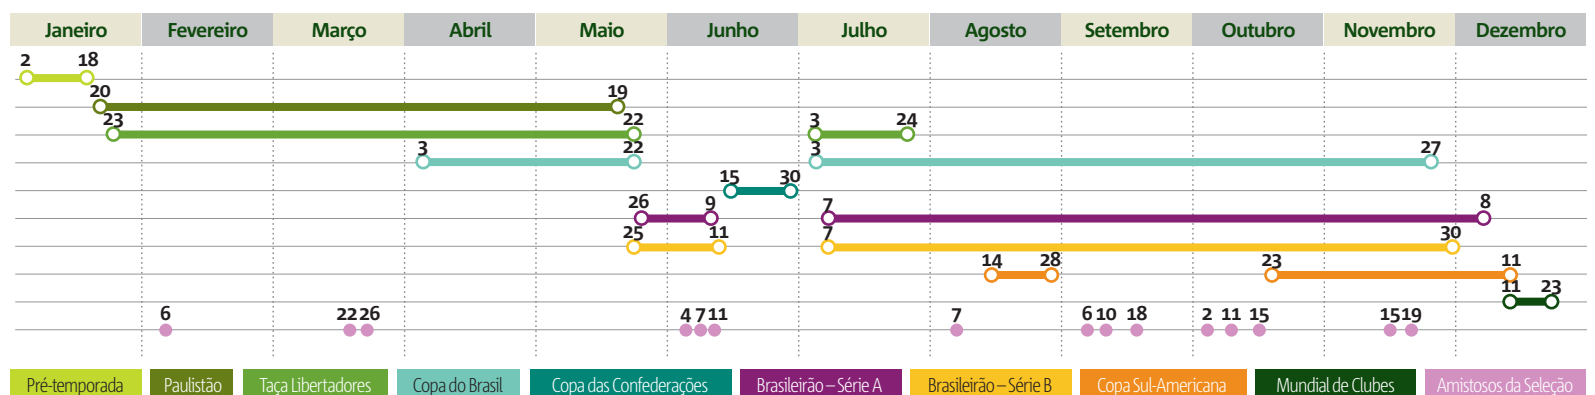 Janeiro Fevereiro Março Abril Maio Junho Julho Agosto Setembro Outubro Novembro Dezembro
2 18
20 19
23 22 3 24
3 22 3 27
15 30
26 9 7 8
25 11 7 30
14 28 23 11
11 23
6 22 26 4 7 11 7 6 10 18 2 11 15 15 19
Pré-temporada Paulistão Taça Libertadores Copa do Brasil Copa das Confederações Brasileirão – Série A Brasileirão – Série B Copa Sul-Americana Mundial de Clubes Amistosos da Seleção